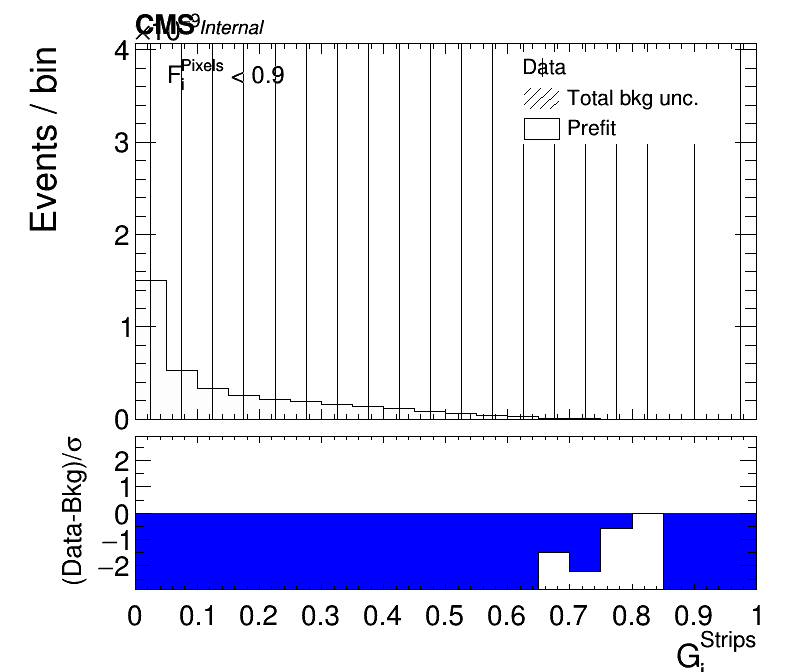 CMS Internal
×10⁹
F_i^Pixels < 0.9
Data
Total bkg unc.
Prefit
Events / bin
4
3
2
1
0
(Data-Bkg)/σ
2
1
0
−1
−2
0 0.1 0.2 0.3 0.4 0.5 0.6 0.7 0.8 0.9 1
G_i^Strips